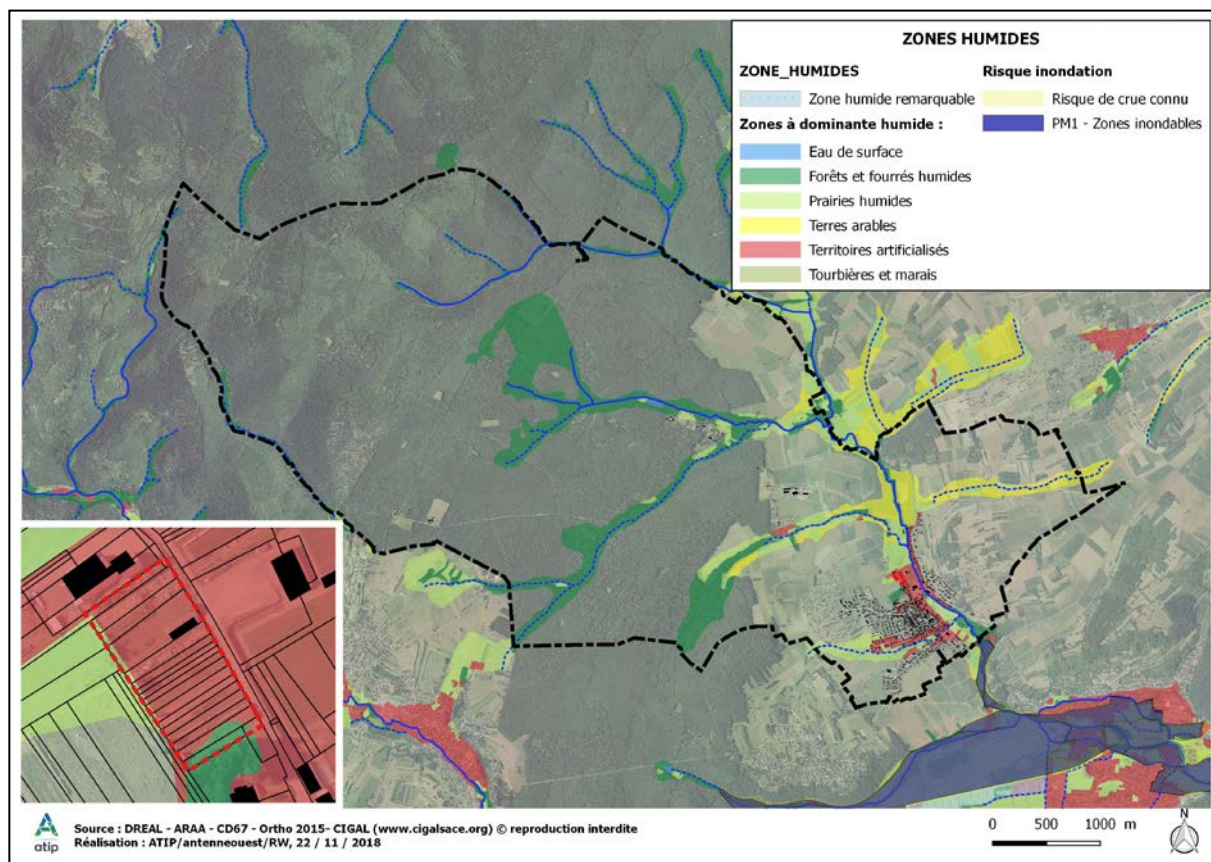 ZONES HUMIDES
ZONE_HUMIDES
Zone humide remarquable
Zones à dominante humide :
Eau de surface
Forêts et fourrés humides
Prairies humides
Terres arables
Territoires artificialisés
Tourbières et marais
Risque inondation
Risque de crue connu
PM1 - Zones inondables
atip
Source : DREAL - ARAA - CD67 - Ortho 2015- CIGAL (www.cigalsace.org) © reproduction interdite
Réalisation : ATIP/antenneouest/RW, 22 / 11 / 2018
0 500 1000 m
N